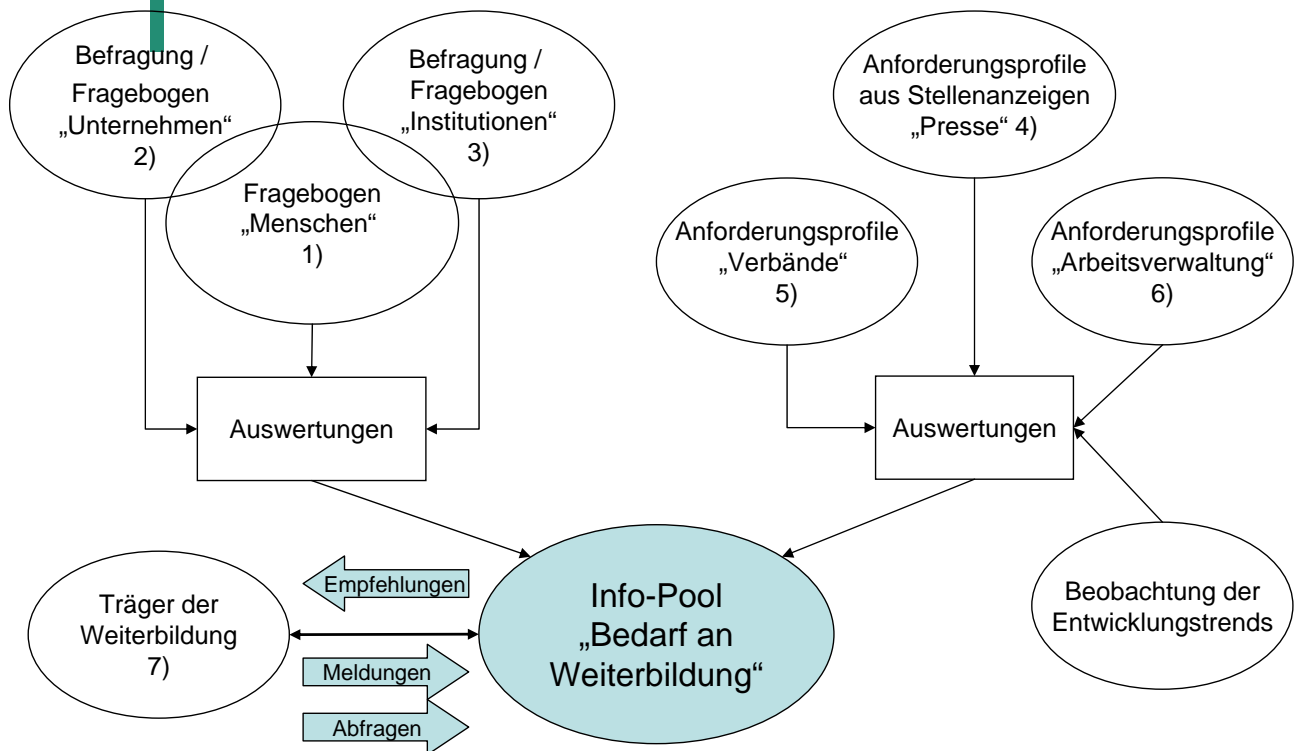 Befragung /
Fragebogen
„Unternehmen“
2)
Befragung /
Fragebogen
„Institutionen“
3)
Fragebogen
„Menschen“
1)
Anforderungsprofile
aus Stellenanzeigen
„Presse“ 4)
Anforderungsprofile
„Verbände“
5)
Anforderungsprofile
„Arbeitsverwaltung“
6)
Auswertungen
Auswertungen
Träger der
Weiterbildung
7)
Empfehlungen
Meldungen
Abfragen
Info-Pool
„Bedarf an
Weiterbildung“
Beobachtung der
Entwicklungstrends